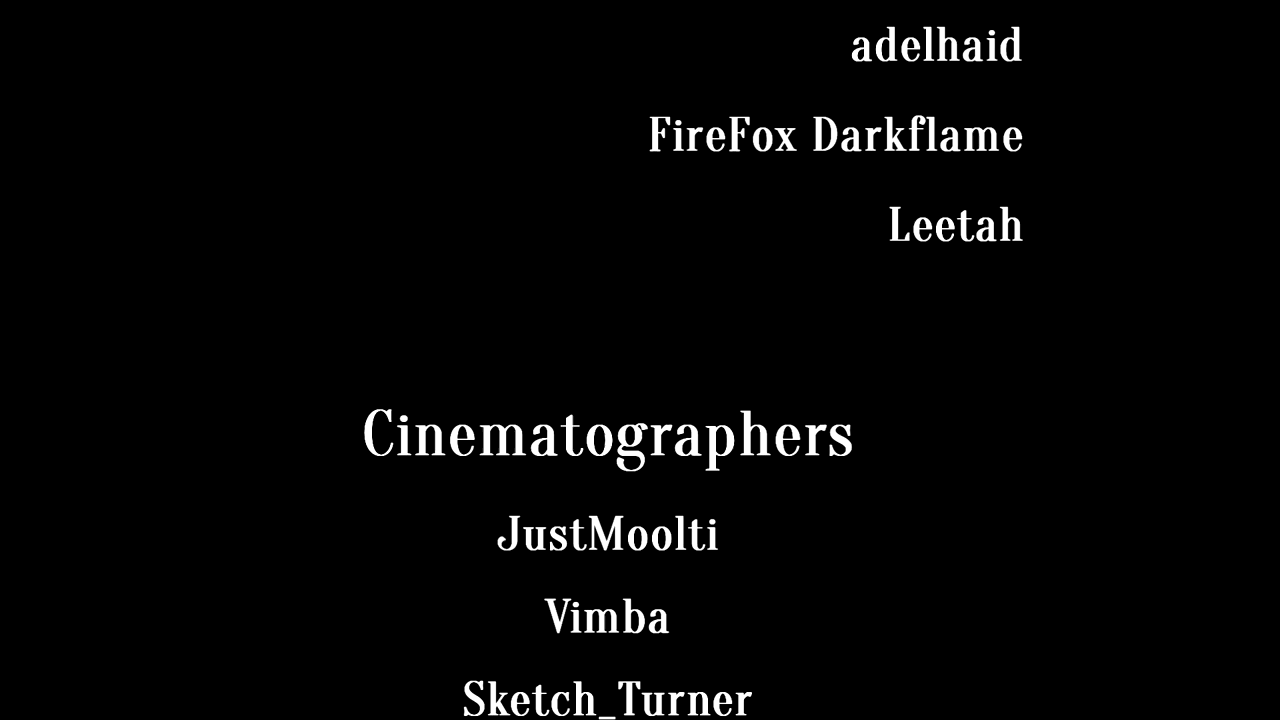 adelhaid
FireFox Darkflame
Leetah
Cinematographers
JustMoolti
Vimba
Sketch_Turner